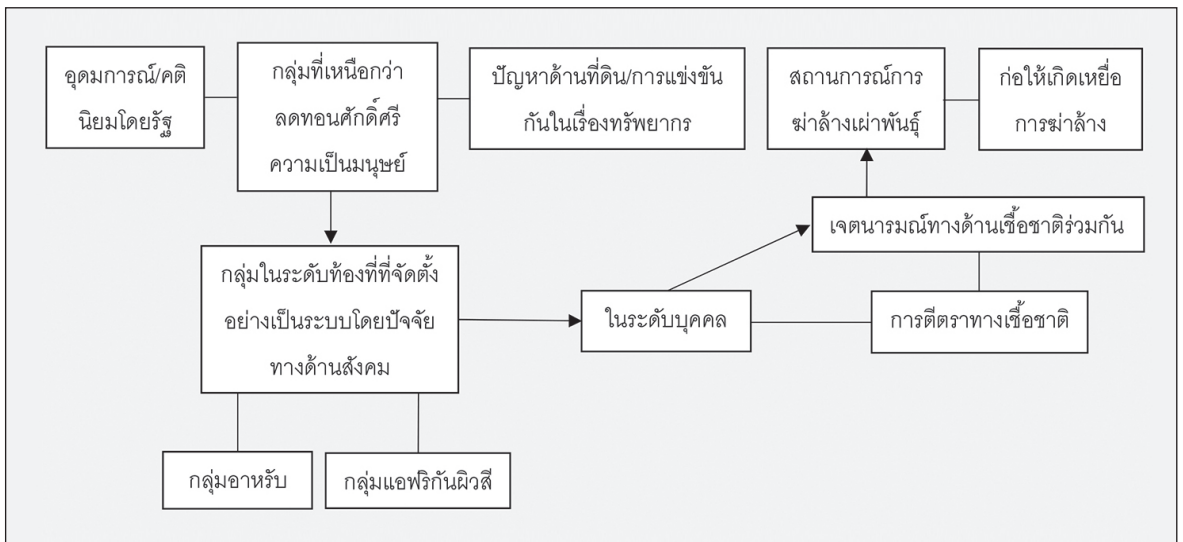 อุดมการณ์/คติ
นิยมโดยรัฐ
กลุ่มที่เหนือกว่า
ลดทอนศักดิ์ศรี
ความเป็นมนุษย์
ปัญหาด้านที่ดิน/การแข่งขัน
กันในเรื่องทรัพยากร
สถานการณ์การ
ฆ่าล้างเผ่าพันธุ์
ก่อให้เกิดเหยื่อ
การฆ่าล้าง
เจตนารมณ์ทางด้านเชื้อชาติร่วมกัน
กลุ่มในระดับท้องที่ที่จัดตั้ง
อย่างเป็นระบบโดยปัจจัย
ทางด้านสังคม
ในระดับบุคคล
การตีตราทางเชื้อชาติ
กลุ่มอาหรับ
กลุ่มแอฟริกันผิวสี